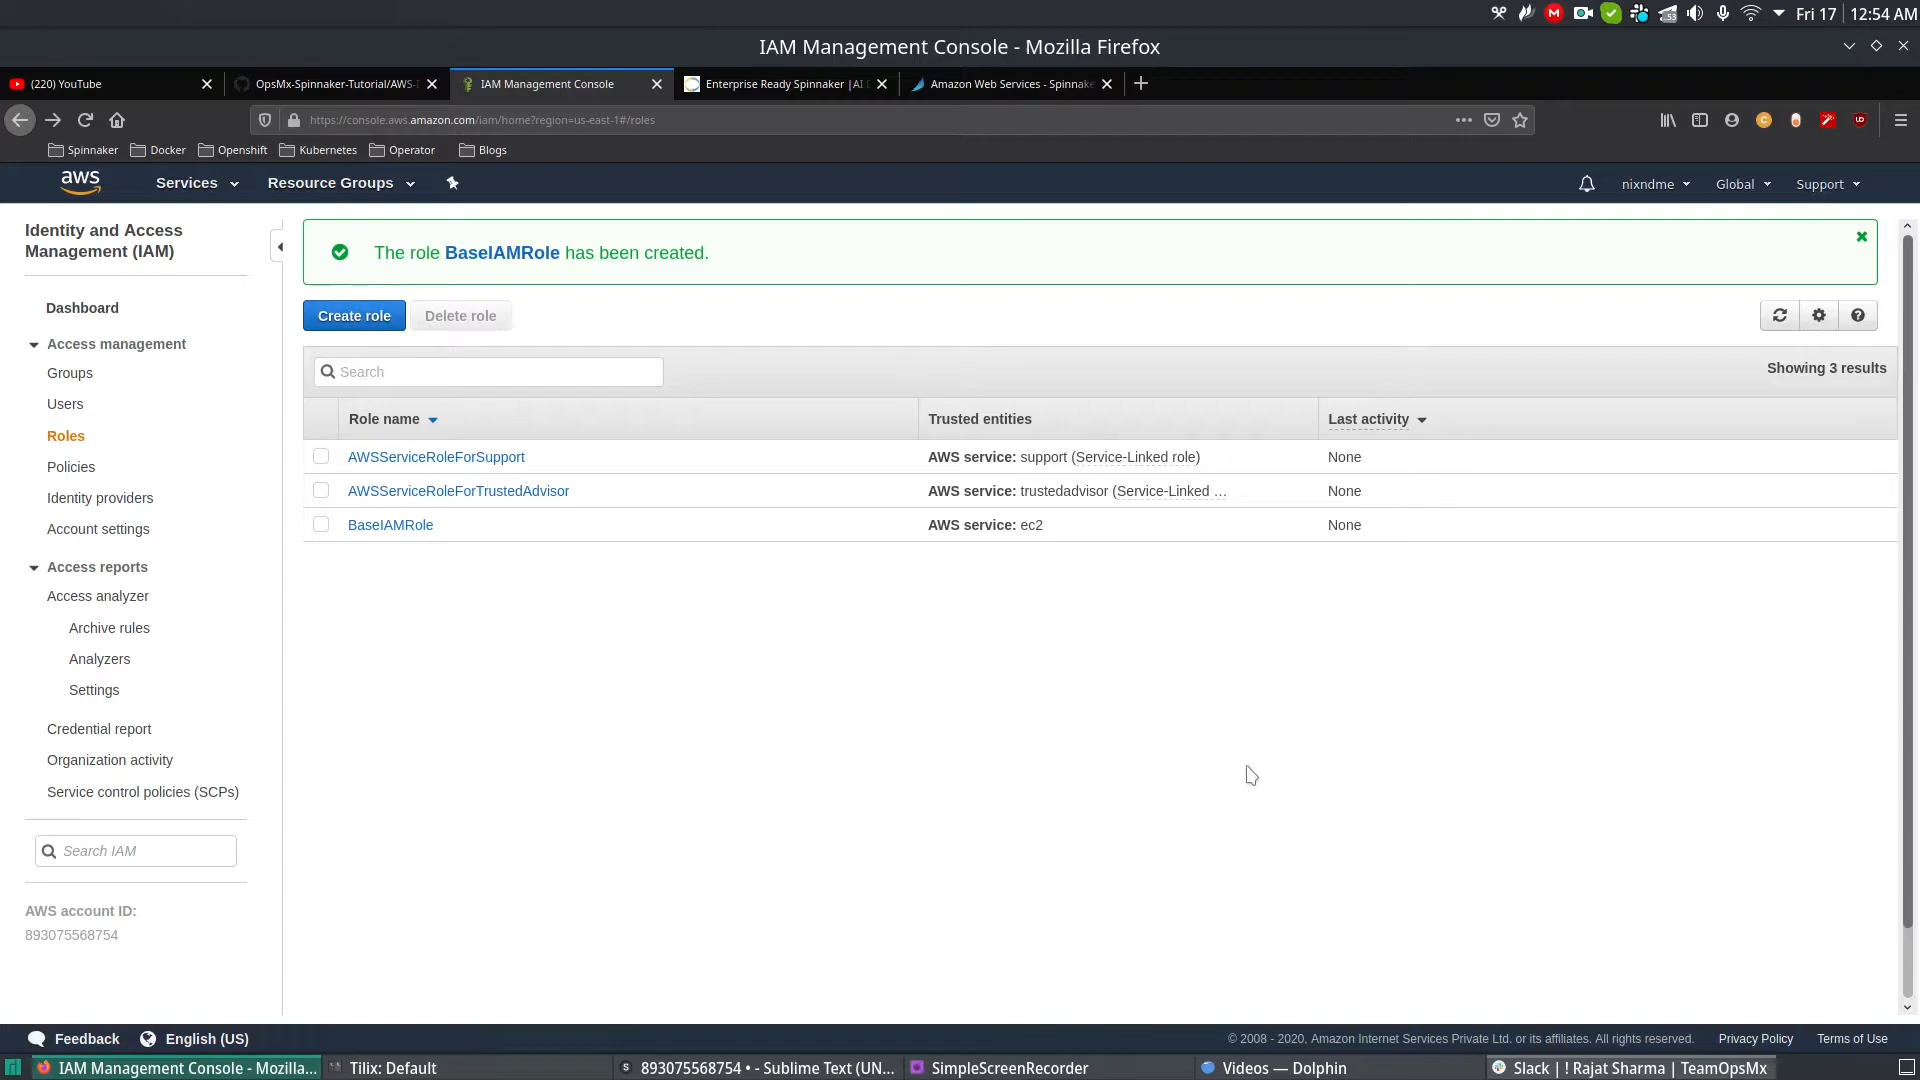 53
Fri 17
12:54 AM
IAM Management Console - Mozilla Firefox
(220) YouTube
OpsMx-Spinnaker-Tutorial/AWS-
IAM Management Console
Enterprise Ready Spinnaker |AI E
Amazon Web Services - Spinnake
https://console.aws.amazon.com/iam/home?region=us-east-1#/roles
Spinnaker
Docker
Openshift
Kubernetes
Operator
Blogs
aws
Services
Resource Groups
nixndme
Global
Support
Identity and Access
Management (IAM)
Dashboard
Access management
Groups
Users
Roles
Policies
Identity providers
Account settings
Access reports
Access analyzer
Archive rules
Analyzers
Settings
Credential report
Organization activity
Service control policies (SCPs)
Search IAM
AWS account ID:
893075568754
The role BaseIAMRole has been created.
Create role
Delete role
Search
Showing 3 results
Role name
Trusted entities
Last activity
AWSServiceRoleForSupport
AWS service: support (Service-Linked role)
None
AWSServiceRoleForTrustedAdvisor
AWS service: trustedadvisor (Service-Linked …
None
BaseIAMRole
AWS service: ec2
None
Feedback
English (US)
© 2008 - 2020, Amazon Internet Services Private Ltd. or its affiliates. All rights reserved.
Privacy Policy
Terms of Use
IAM Management Console - Mozilla...
Tilix: Default
893075568754 • - Sublime Text (UN...
SimpleScreenRecorder
Videos — Dolphin
Slack | ! Rajat Sharma | TeamOpsMx